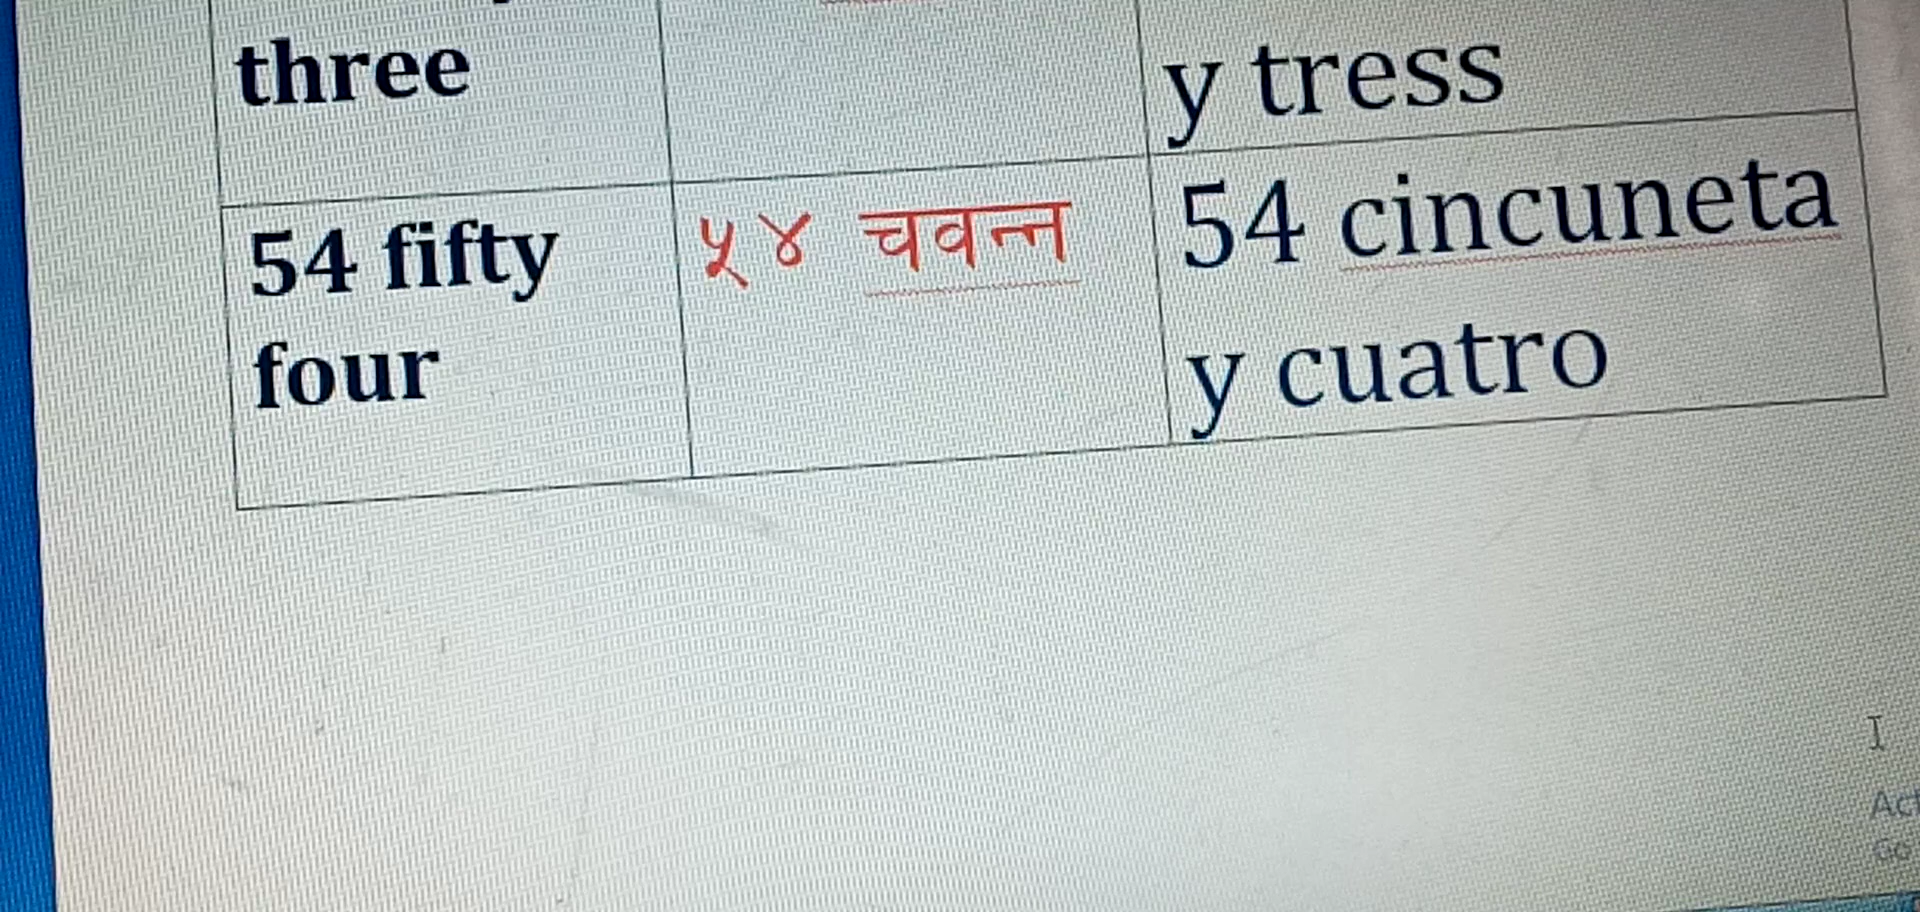 three
y tress
54 fifty
four
५४ चवन्न
54 cincuneta
y cuatro